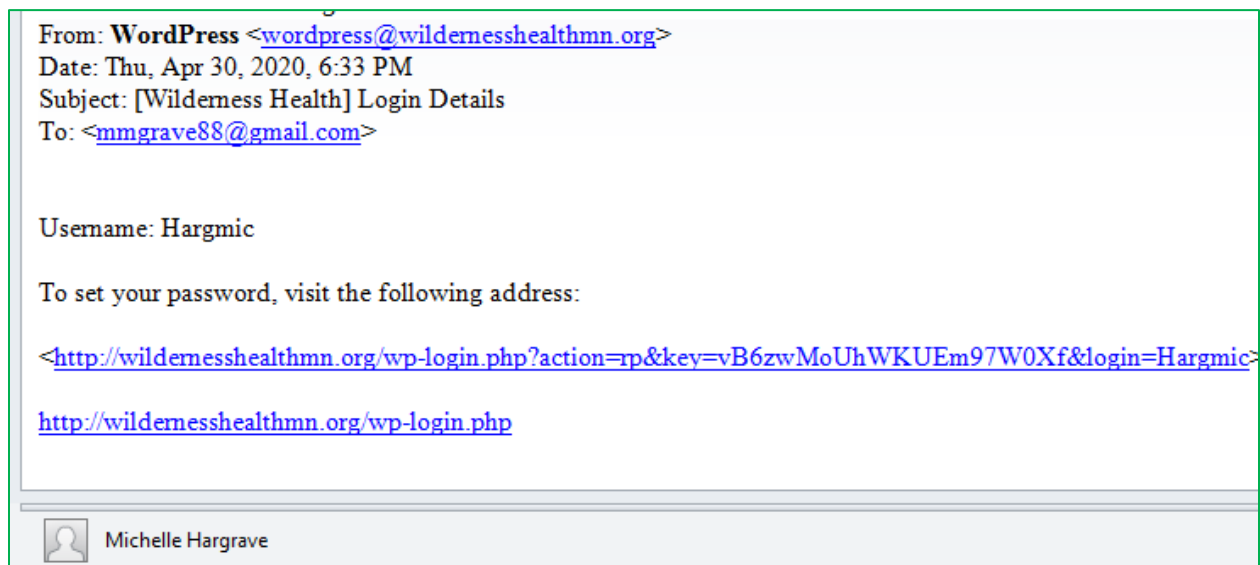 From: WordPress <wordpress@wildernesshealthmn.org>
Date: Thu, Apr 30, 2020, 6:33 PM
Subject: [Wilderness Health] Login Details
To: <mmgrave88@gmail.com>
Username: Hargmic
To set your password, visit the following address:
<http://wildernesshealthmn.org/wp-login.php?action=rp&key=vB6zwMoUhWKUEm97W0Xf&login=Hargmic>
http://wildernesshealthmn.org/wp-login.php
Michelle Hargrave